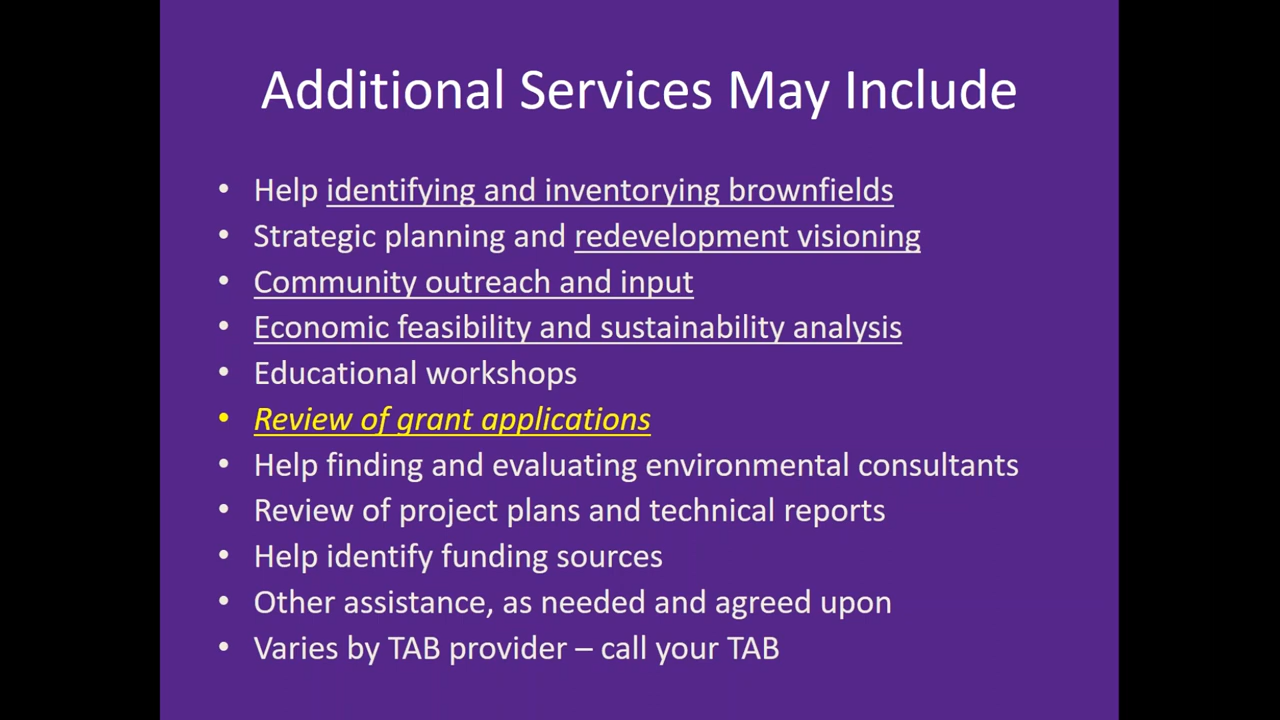 Additional Services May Include
• Help identifying and inventorying brownfields
• Strategic planning and redevelopment visioning
• Community outreach and input
• Economic feasibility and sustainability analysis
• Educational workshops
• Review of grant applications
• Help finding and evaluating environmental consultants
• Review of project plans and technical reports
• Help identify funding sources
• Other assistance, as needed and agreed upon
• Varies by TAB provider – call your TAB